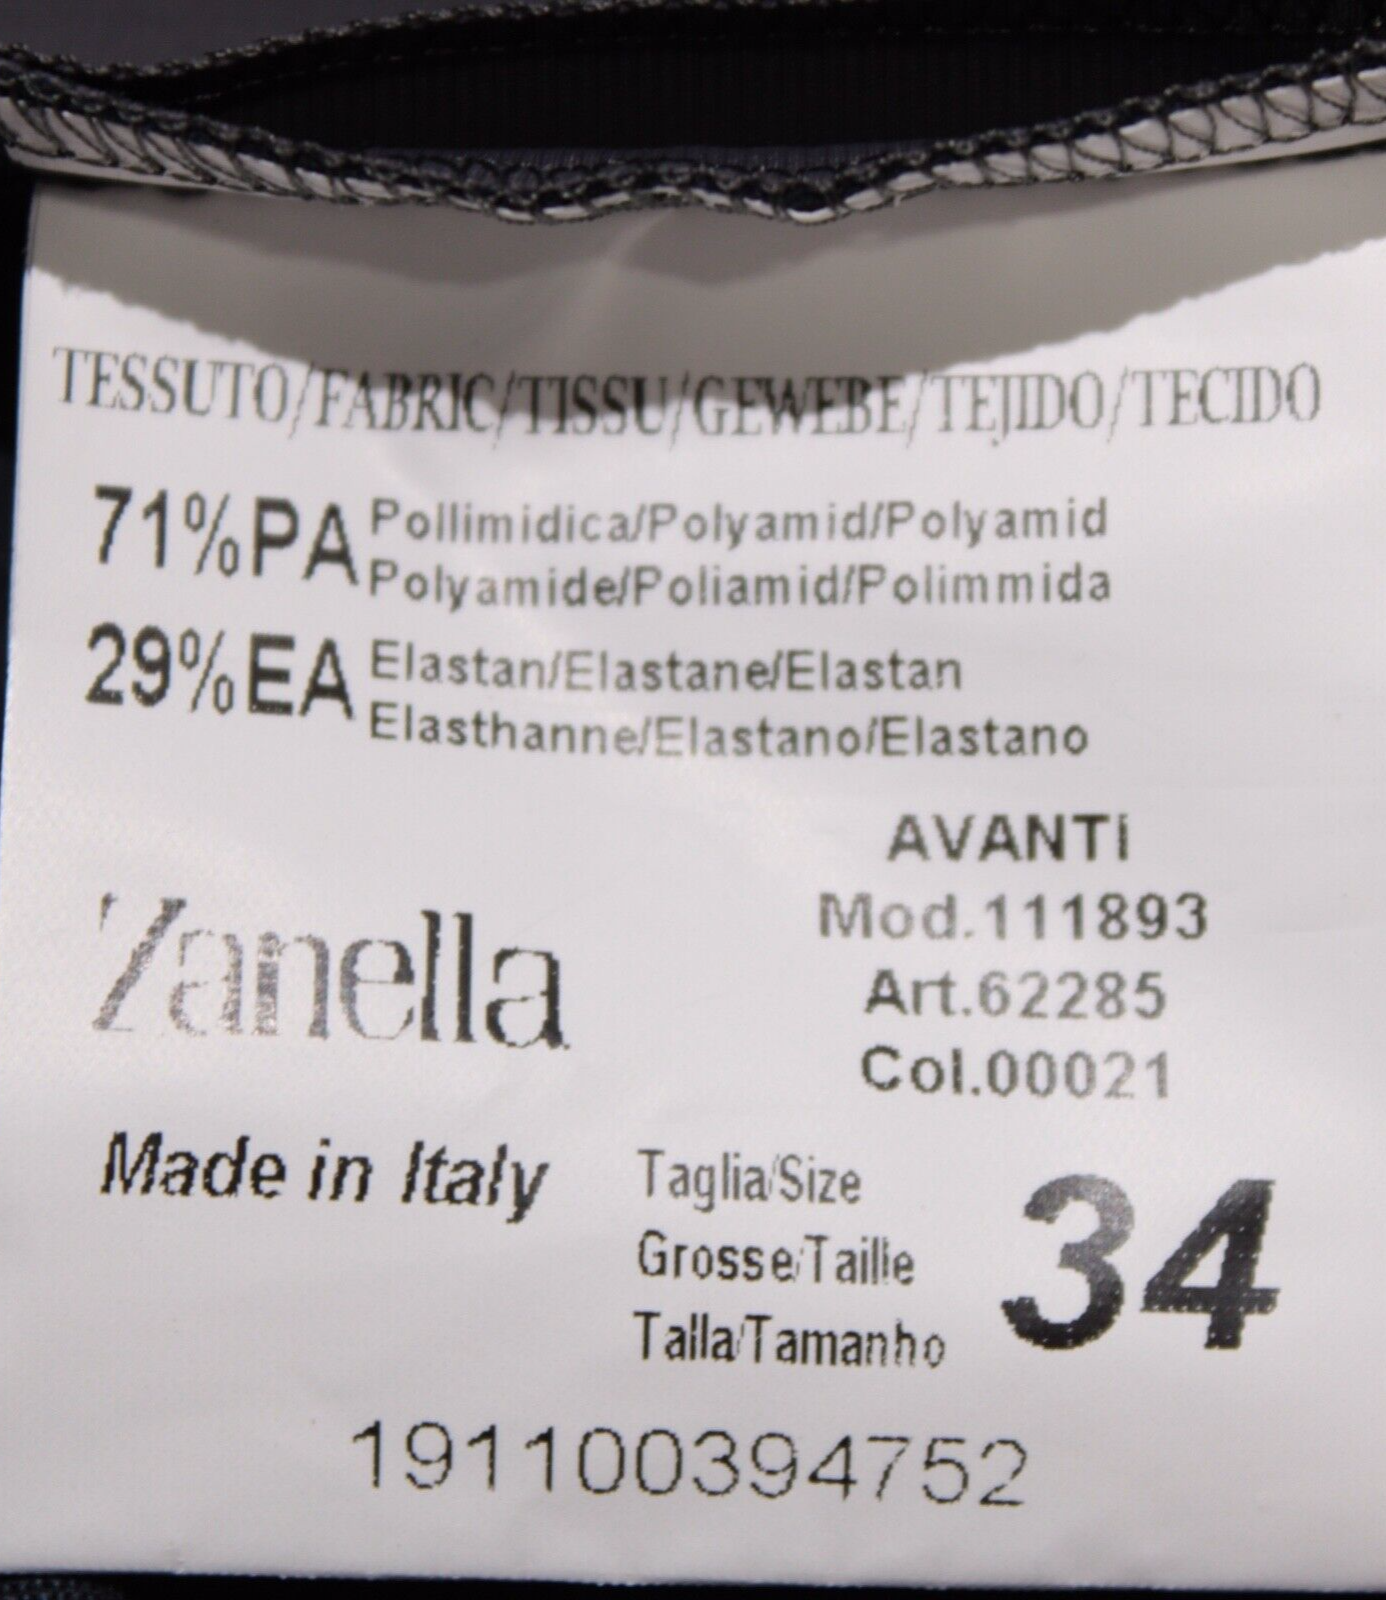 TESSUTO/FABRIC/TISSU/GEWEBE/TEJIDO/TECIDO
71%PA Pollimidica/Polyamid/Polyamid
Polyamide/Poliamid/Polimmida
29%EA Elastan/Elastane/Elastan
Elasthanne/Elastano/Elastano
AVANTI
Mod.111893
Art.62285
Col.00021
Zanella
Made in Italy
Taglia/Size
Grosse/Taille
Talla/Tamanho
34
191100394752